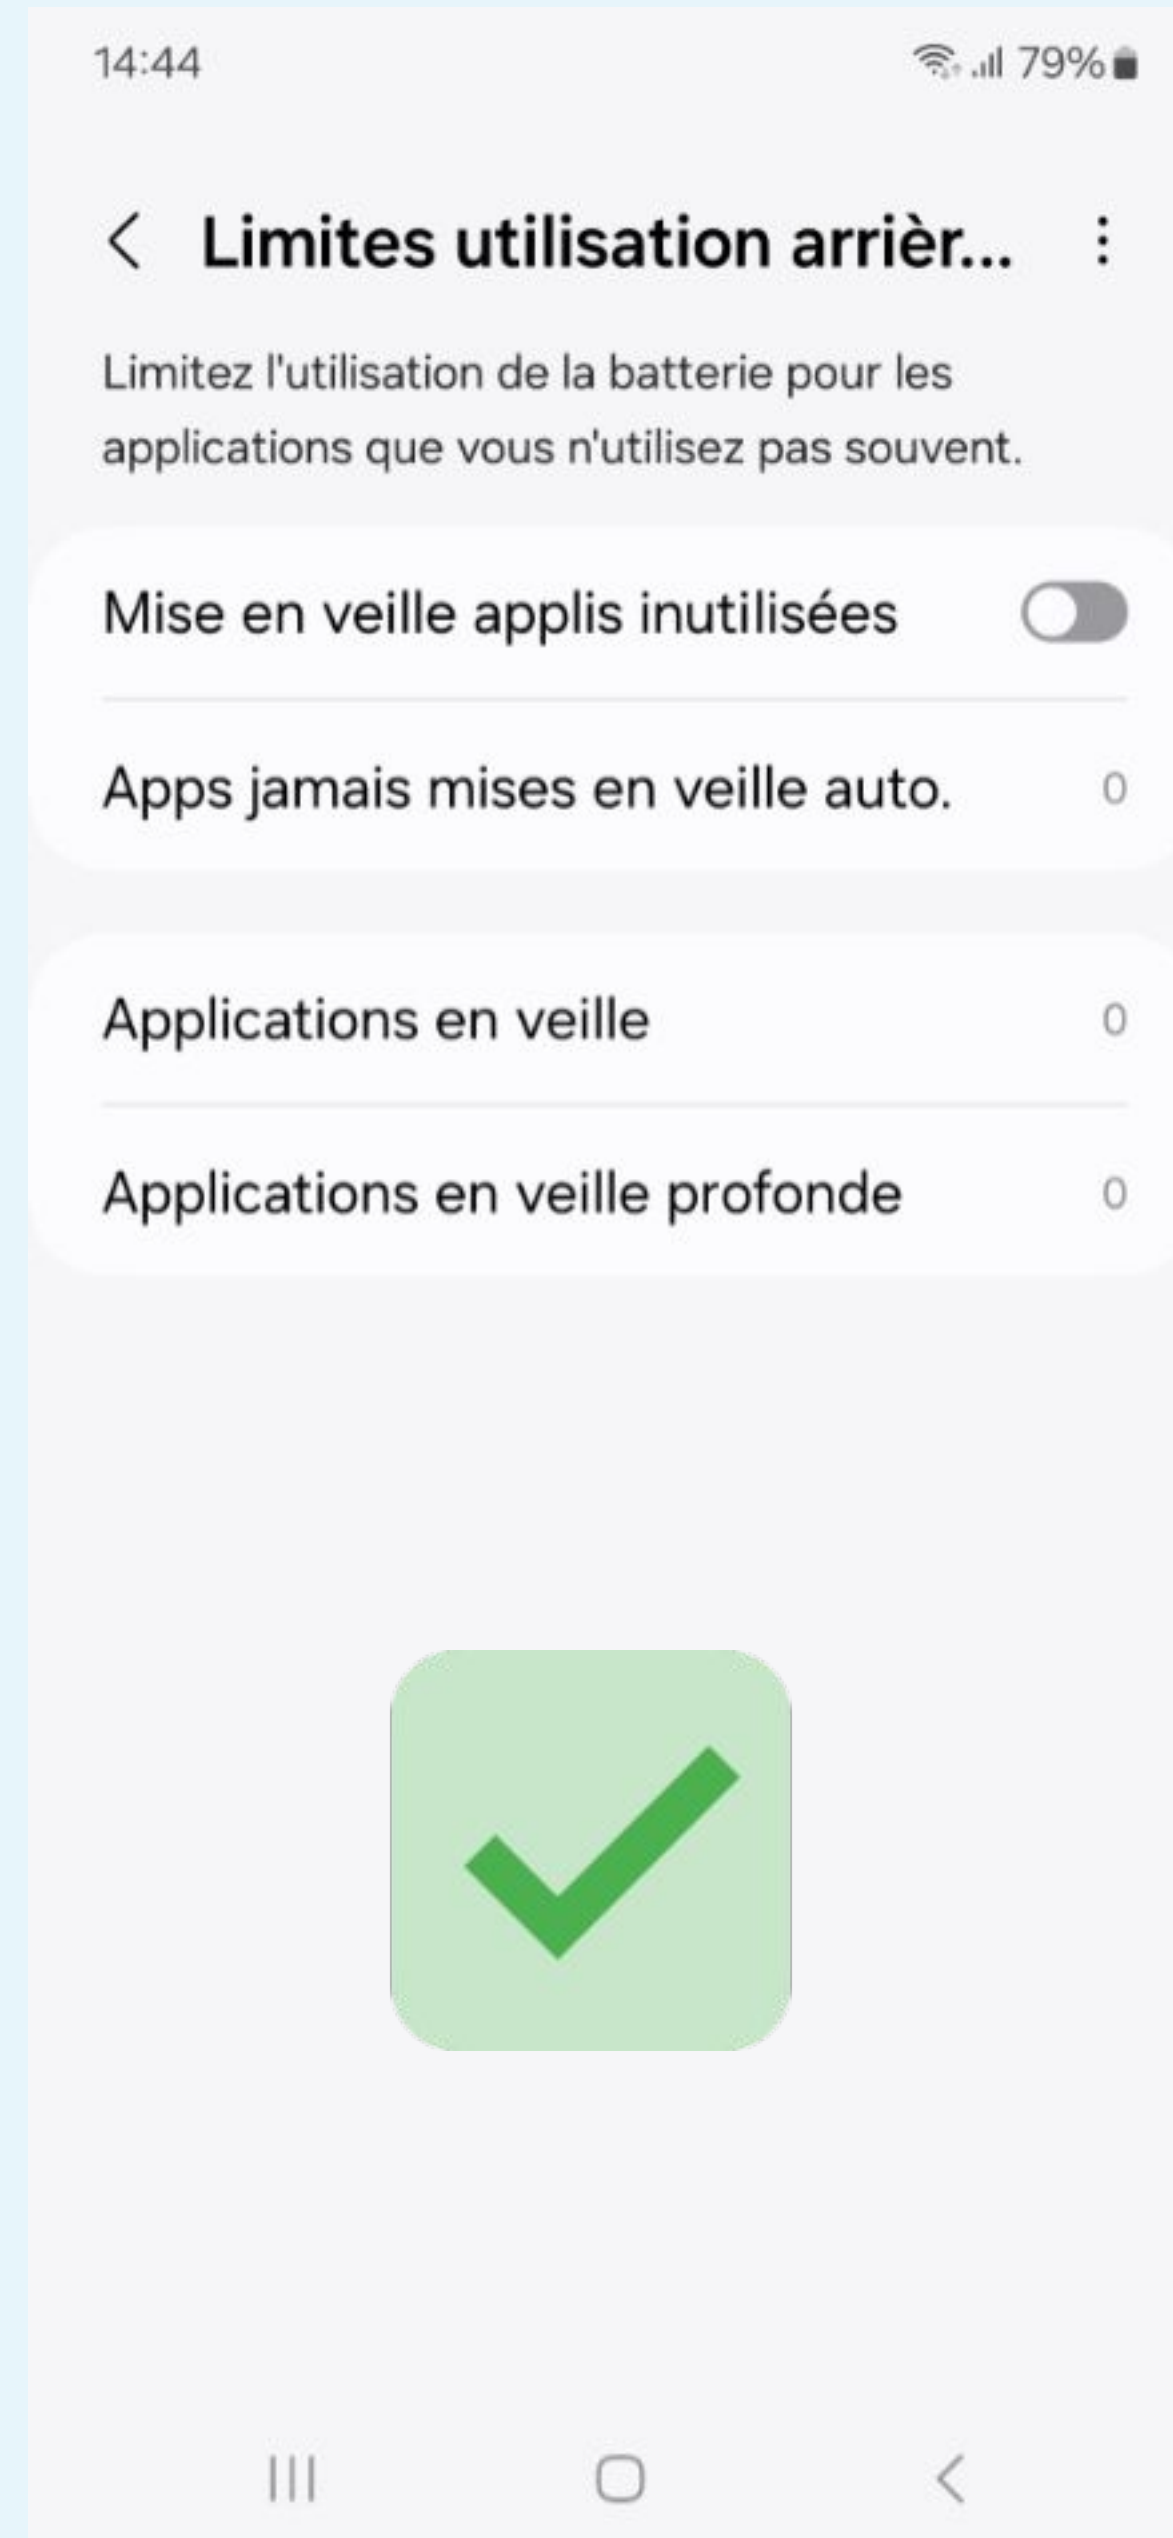 14:44
79%
Limites utilisation arrièr...
Limitez l'utilisation de la batterie pour les
applications que vous n'utilisez pas souvent.
Mise en veille applis inutilisées
Apps jamais mises en veille auto. 0
Applications en veille 0
Applications en veille profonde 0